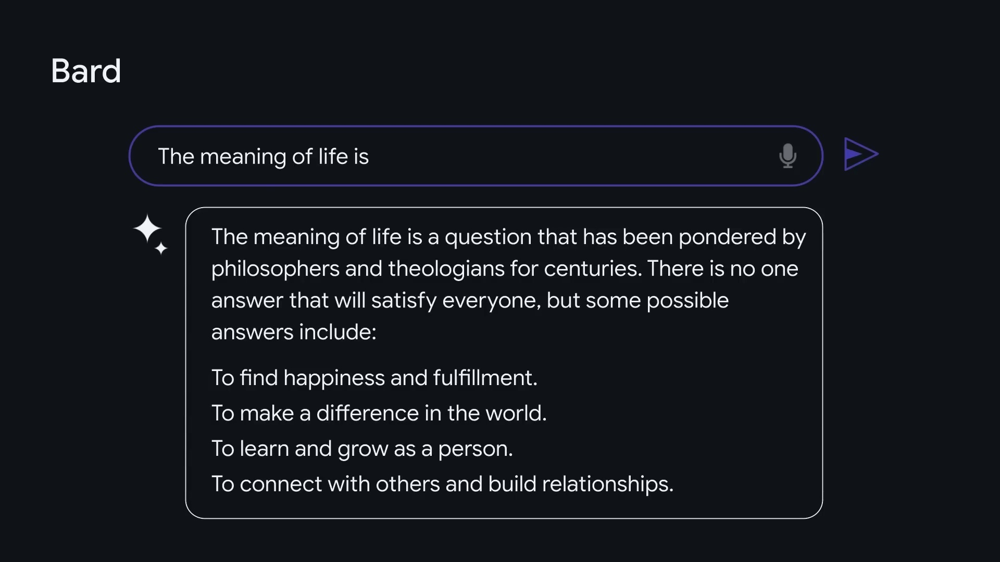 Bard
The meaning of life is
The meaning of life is a question that has been pondered by
philosophers and theologians for centuries. There is no one
answer that will satisfy everyone, but some possible
answers include:
To find happiness and fulfillment.
To make a difference in the world.
To learn and grow as a person.
To connect with others and build relationships.